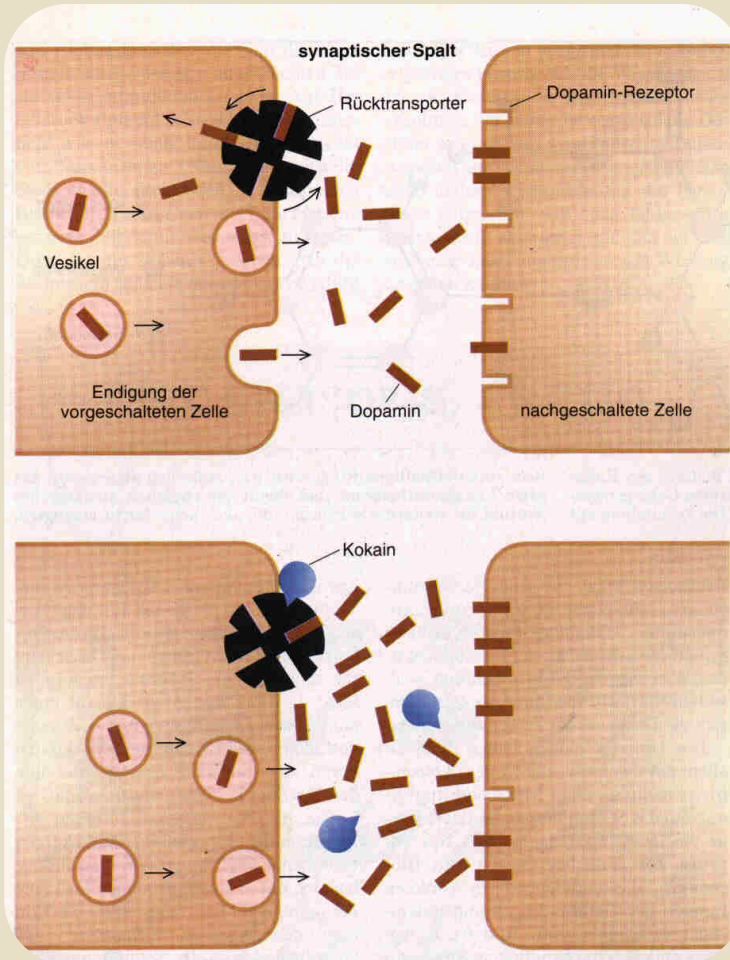 synaptischer Spalt
Rücktransporter
Dopamin-Rezeptor
Vesikel
Endigung der
vorgeschalteten Zelle
Dopamin
nachgeschaltete Zelle
Kokain